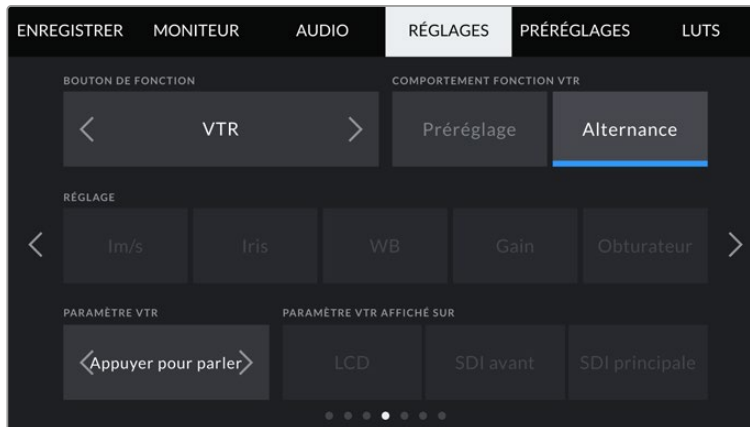 ENREGISTRER MONITEUR AUDIO RÉGLAGES PRÉRÉGLAGES LUTS
BOUTON DE FONCTION COMPORTEMENT FONCTION VTR
VTR Préréglage Alternance
RÉGLAGE
Im/s Iris WB Gain Obturateur
PARAMÈTRE VTR PARAMÈTRE VTR AFFICHÉ SUR
Appuyer pour parler LCD SDI avant SDI principale